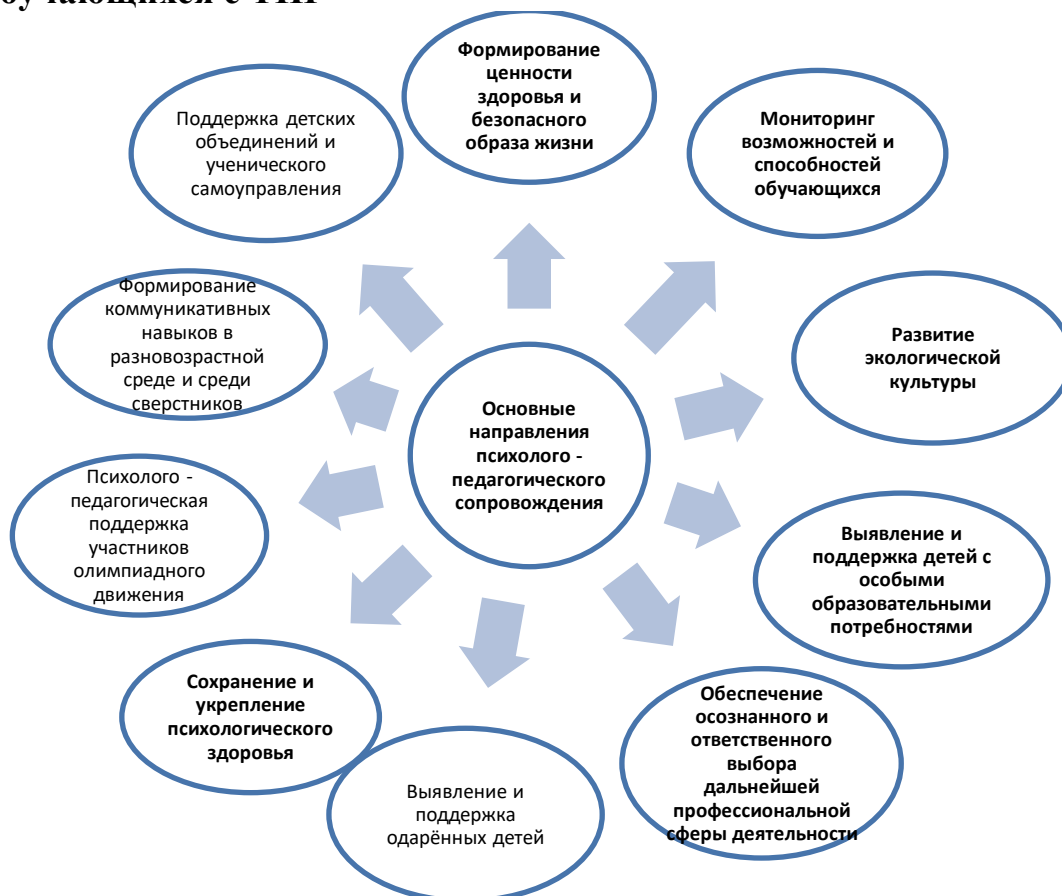 обучающихся с ТНР
Формирование
ценности
здоровья и
безопасного
образа жизни
Мониторинг
возможностей и
способностей
обучающихся
Развитие
экологической
культуры
Выявление и
поддержка детей с
особыми
образовательными
потребностями
Обеспечение
осознанного и
ответственного
выбора
дальнейшей
профессиональной
сферы деятельности
Выявление и
поддержка
одарённых детей
Сохранение и
укрепление
психологического
здоровья
Психолого -
педагогическая
поддержка
участников
олимпиадного
движения
Формирование
коммуникативных
навыков в
разновозрастной
среде и среди
сверстников
Поддержка детских
объединений и
ученического
самоуправления
Основные
направления
психолого -
педагогического
сопровождения